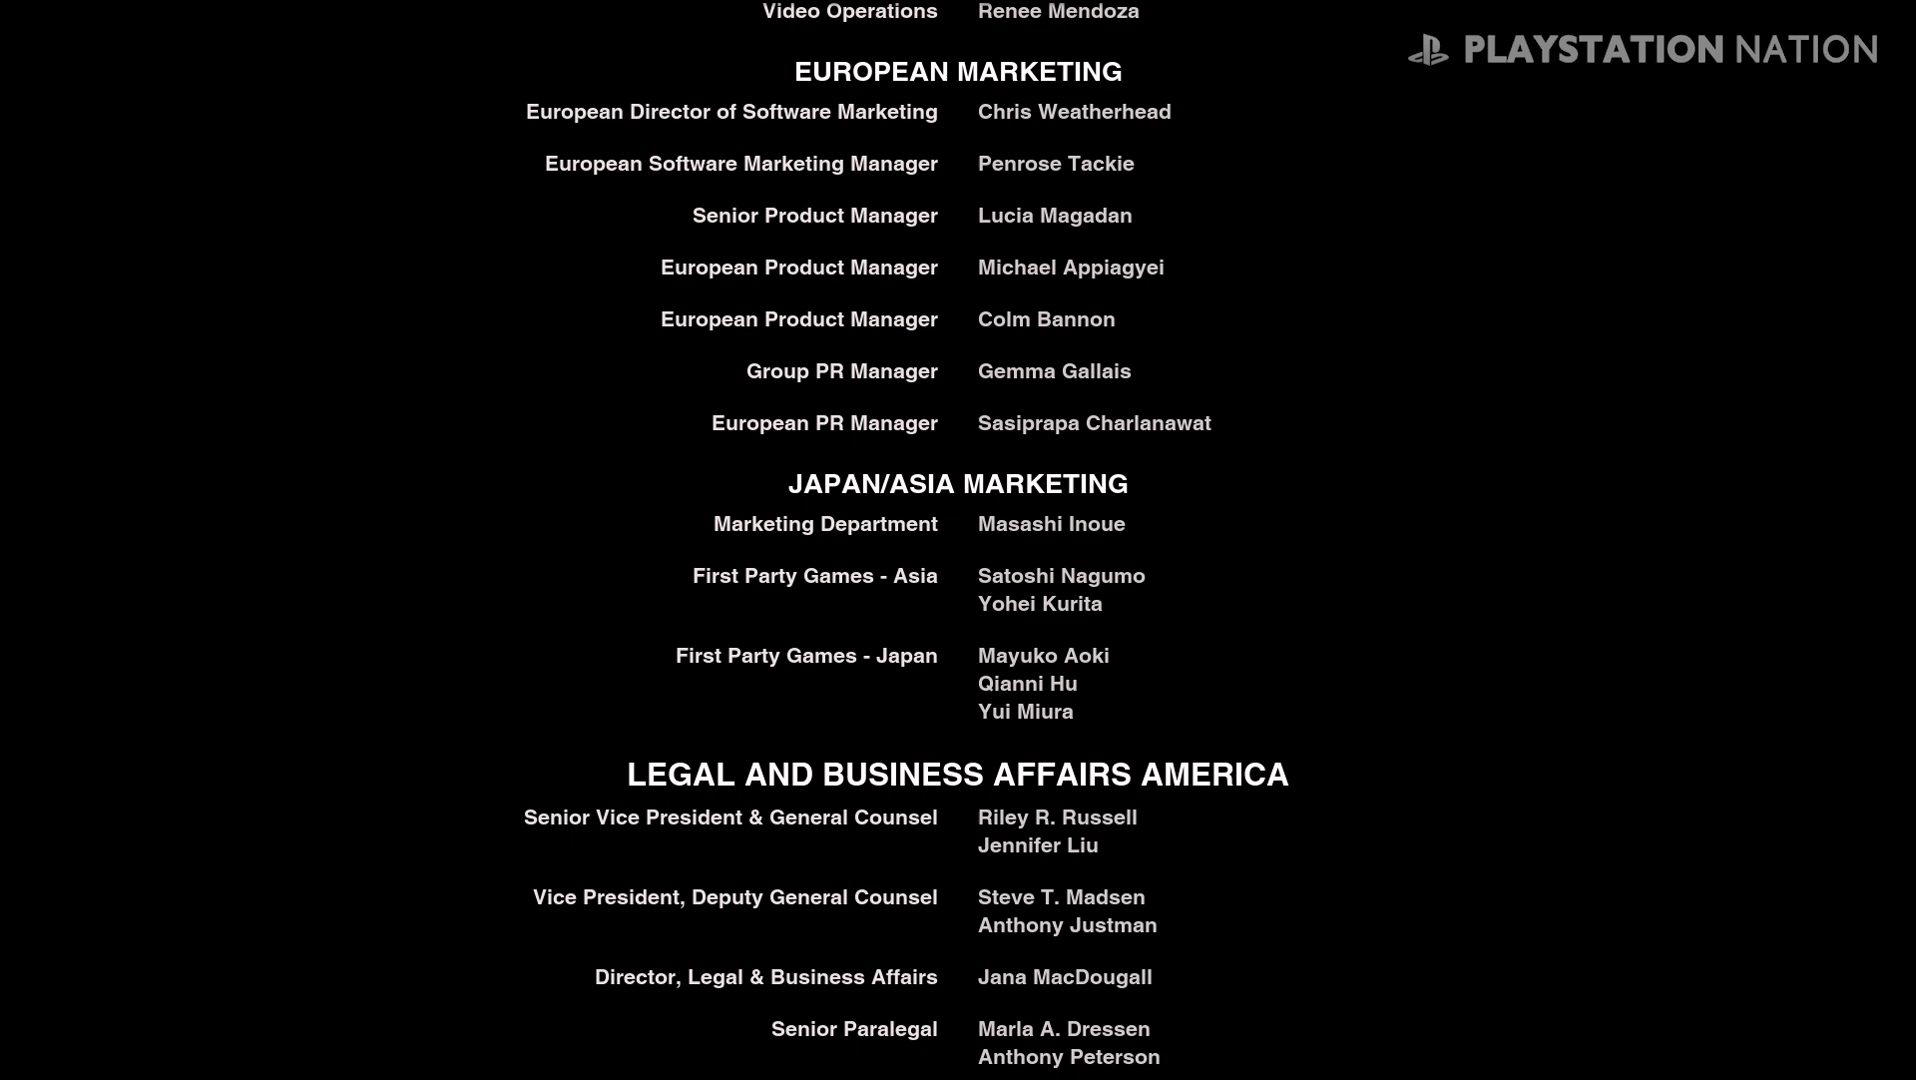 Video Operations Renee Mendoza
PLAYSTATION NATION
EUROPEAN MARKETING
European Director of Software Marketing Chris Weatherhead
European Software Marketing Manager Penrose Tackie
Senior Product Manager Lucia Magadan
European Product Manager Michael Appiagyei
European Product Manager Colm Bannon
Group PR Manager Gemma Gallais
European PR Manager Sasiprapa Charlanawat
JAPAN/ASIA MARKETING
Marketing Department Masashi Inoue
First Party Games - Asia Satoshi Nagumo
Yohei Kurita
First Party Games - Japan Mayuko Aoki
Qianni Hu
Yui Miura
LEGAL AND BUSINESS AFFAIRS AMERICA
Senior Vice President & General Counsel Riley R. Russell
Jennifer Liu
Vice President, Deputy General Counsel Steve T. Madsen
Anthony Justman
Director, Legal & Business Affairs Jana MacDougall
Senior Paralegal Marla A. Dressen
Anthony Peterson